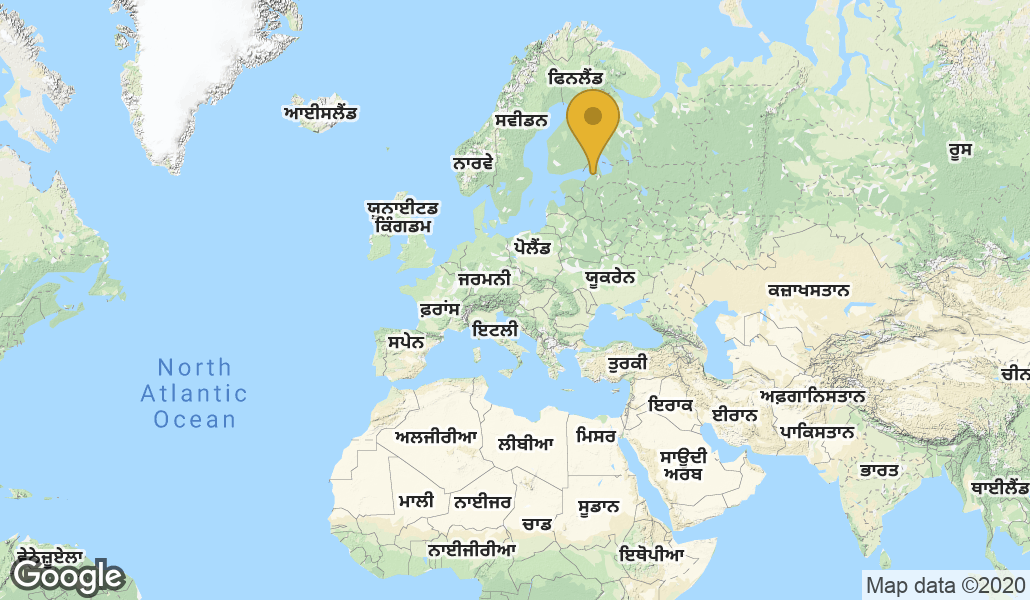 ਫਿਨਲੈਂਡ
ਆਈਸਲੈਂਡ
ਸਵੀਡਨ
ਰੂਸ
ਨਾਰਵੇ
ਯੂਨਾਈਟਡ
ਕਿੰਗਡਮ
ਪੋਲੈਂਡ
ਜਰਮਨੀ
ਯੂਕਰੇਨ
ਕਜ਼ਾਖਸਤਾਨ
ਫ਼ਰਾਂਸ
ਇਟਲੀ
ਸਪੇਨ
North
Atlantic
Ocean
ਤੁਰਕੀ
ਚੀਨ
ਇਰਾਕ
ਈਰਾਨ
ਅਫ਼ਗਾਨਿਸਤਾਨ
ਅਲਜੀਰੀਆ
ਲੀਬੀਆ
ਮਿਸਰ
ਪਾਕਿਸਤਾਨ
ਸਾਊਦੀ
ਅਰਬ
ਭਾਰਤ
ਥਾਈਲੈਂਡ
ਮਾਲੀ
ਨਾਈਜਰ
ਚਾਡ
ਸੂਡਾਨ
ਨਾਈਜੀਰੀਆ
ਇਥੋਪੀਆ
ਵੇਨੇਜ਼ੂਏਲਾ
Google
Map data ©2020